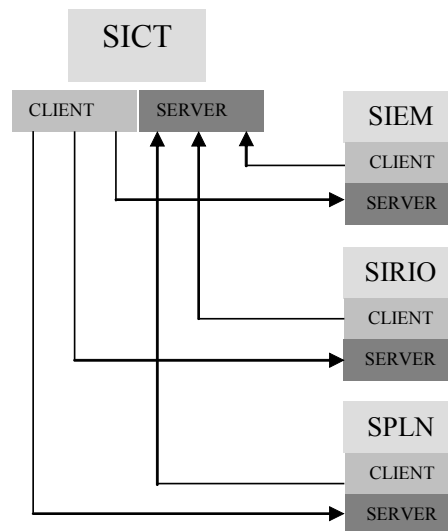 SICT
CLIENT SERVER
SIEM
CLIENT
SERVER
SIRIO
CLIENT
SERVER
SPLN
CLIENT
SERVER